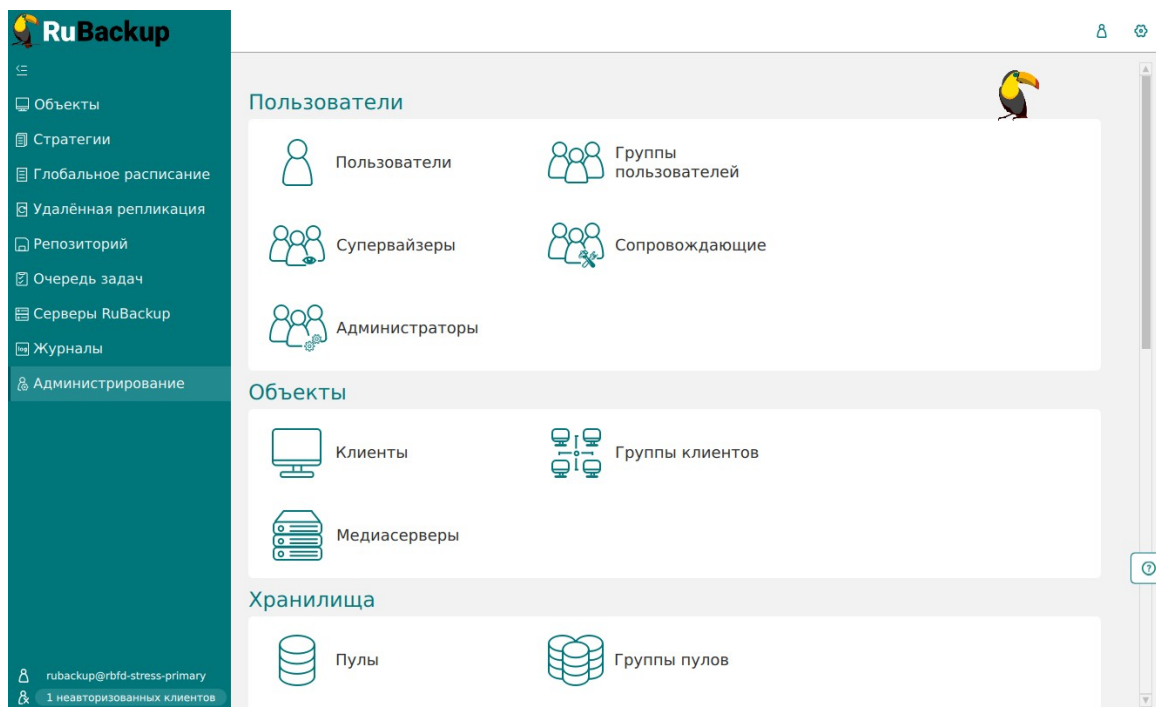 RuBackup
Объекты
Стратегии
Глобальное расписание
Удалённая репликация
Репозиторий
Очередь задач
Серверы RuBackup
log Журналы
Администрирование
rubackup@rbfd-stress-primary
1 неавторизованных клиентов
Пользователи
Пользователи
Группы
пользователей
Супервайзеры
Сопровождающие
Администраторы
Объекты
Клиенты
Группы клиентов
Медиасерверы
Хранилища
Пулы
Группы пулов
?